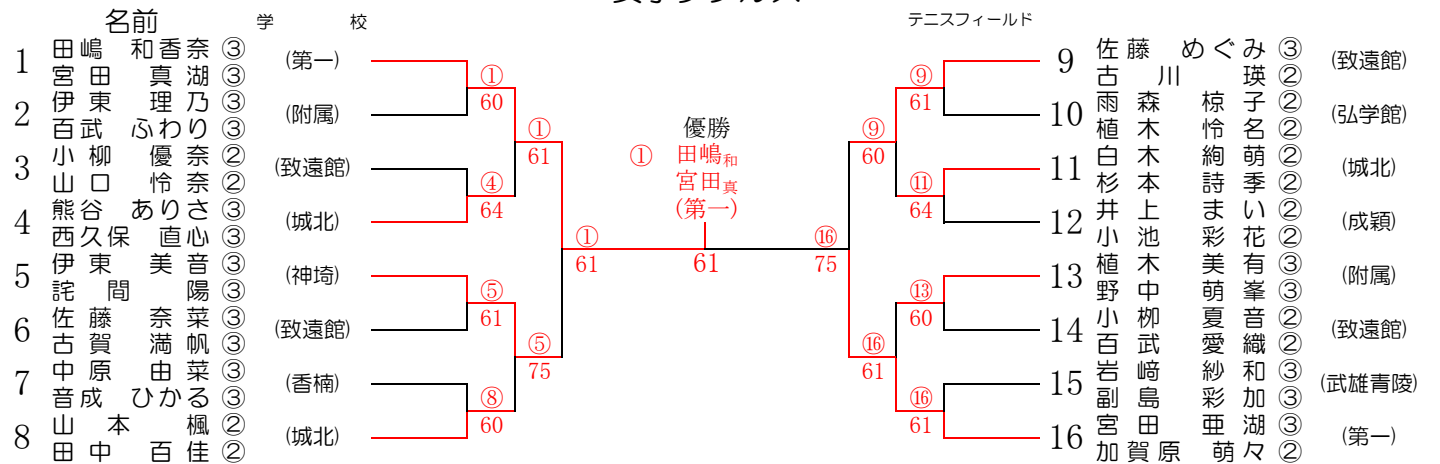 名前 学 校 テニスフィールド
1 田嶋 和香奈 ③ (第一)
宮田 真湖 ③
2 伊東 理乃 ③ (附属)
百武 ふわり ③
3 小柳 優奈 ② (致遠館)
山口 怜奈 ②
4 熊谷 ありさ ③ (城北)
西久保 直心 ③
5 伊東 美音 ③ (神埼)
詫間 陽 ③
6 佐藤 奈菜 ③ (致遠館)
古賀 満帆 ③
7 中原 由菜 ③ (香楠)
音成 ひかる ③
8 山本 楓 ② (城北)
田中 百佳 ②
① 60
④ 64
⑤ 61
⑧ 60
① 61
⑤ 75
① 61
優勝
① 田嶋和
宮田真
(第一)
61
⑯ 75
⑨ 60
⑯ 61
⑨ 61
⑪ 64
⑬ 60
⑯ 61
9 佐藤 めぐみ ③ (致遠館)
古川 瑛 ②
10 雨森 椋子 ② (弘学館)
植木 怜名 ②
11 白木 絢萌 ② (城北)
杉本 詩季 ②
12 井上 まい ② (成穎)
小池 彩花 ②
13 植木 美有 ③ (附属)
野中 萌峯 ③
14 小栁 夏音 ② (致遠館)
百武 愛織 ②
15 岩﨑 紗和 ③ (武雄青陵)
副島 彩加 ③
16 宮田 亜湖 ③ (第一)
加賀原 萌々 ②